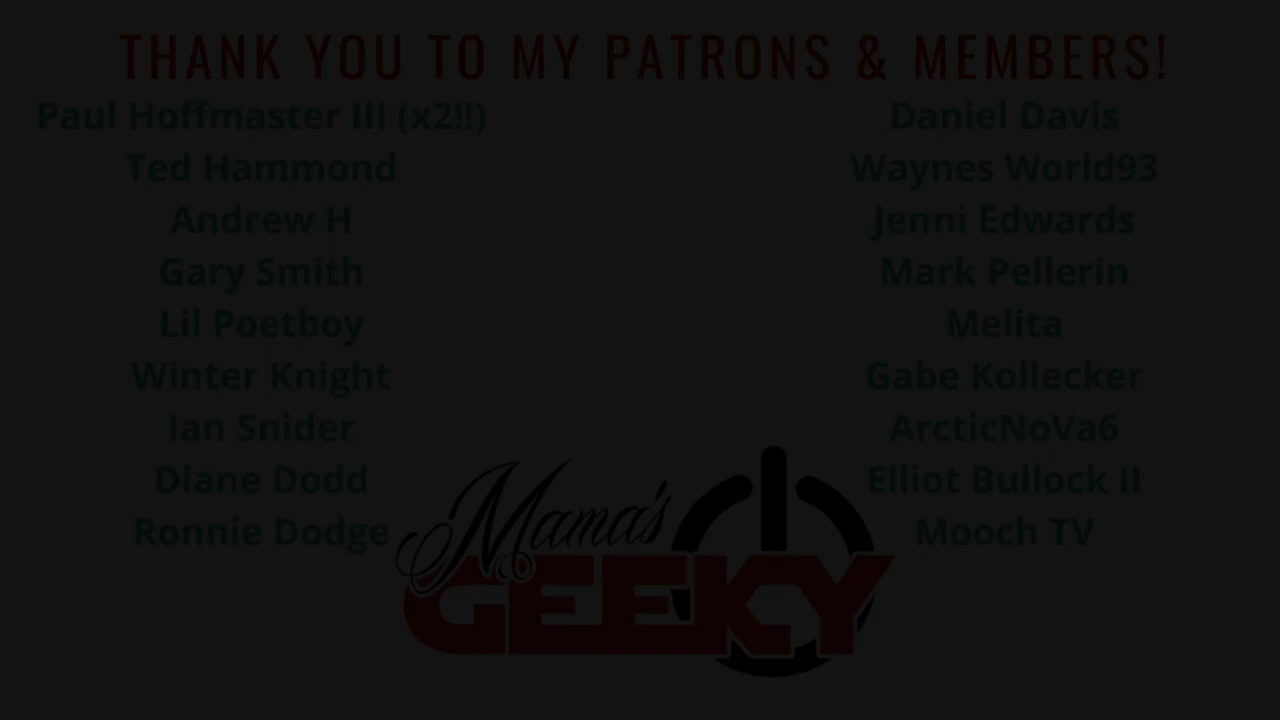 THANK YOU TO MY PATRONS & MEMBERS!
Paul Hoffmaster III (x2!!)
Ted Hammond
Andrew H
Gary Smith
Lil Poetboy
Winter Knight
Ian Snider
Diane Dodd
Ronnie Dodge
Daniel Davis
Waynes World93
Jenni Edwards
Mark Pellerin
Melita
Gabe Kollecker
ArcticNoVa6
Elliot Bullock II
Mooch TV
Mama's
GEEKY